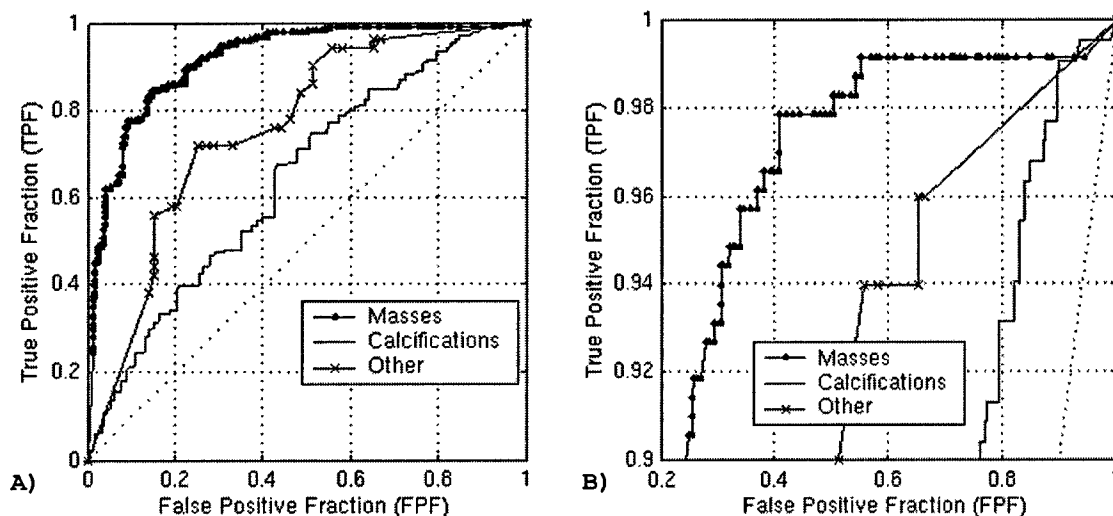 1
0.8
0.6
0.4
0.2
0
0
0.2
0.4
0.6
0.8
1
True Positive Fraction (TPF)
False Positive Fraction (FPF)
Masses
Calcifications
Other
A)
1
0.98
0.96
0.94
0.92
0.9
0.2
0.4
0.6
0.8
1
True Positive Fraction (TPF)
False Positive Fraction (FPF)
Masses
Calcifications
Other
B)